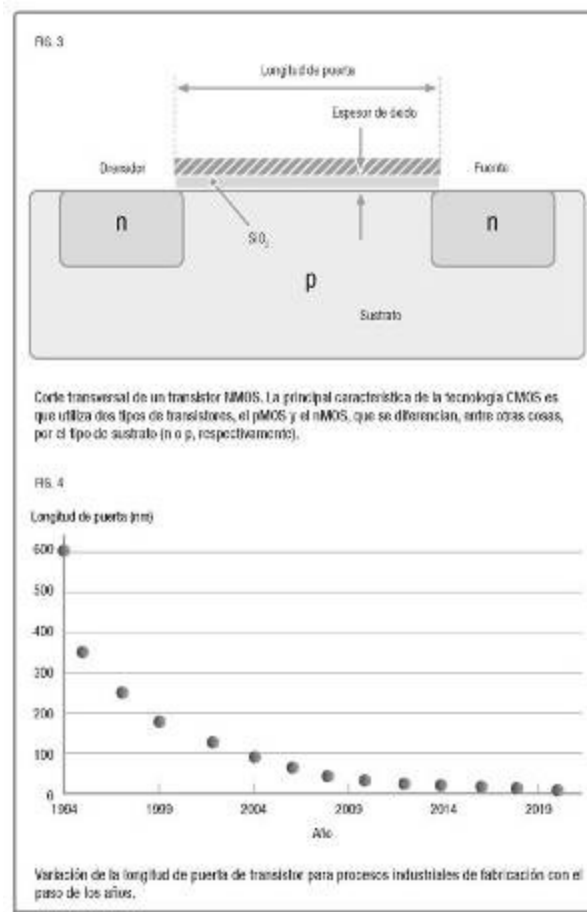 FIG. 3
Longitud de puerta
Espesor de óxido
Drenador
Fuente
n
n
SiO2
p
Sustrato
Corte transversal de un transistor NMOS. La principal característica de la tecnología CMOS es
que utiliza dos tipos de transistores, el pMOS y el nMOS, que se diferencian, entre otras cosas,
por el tipo de sustrato (n o p, respectivamente).
FIG. 4
Longitud de puerta (nm)
600
500
400
300
200
100
0
1994 1999 2004 2009 2014 2019
Año
Variación de la longitud de puerta de transistor para procesos industriales de fabricación con el
paso de los años.